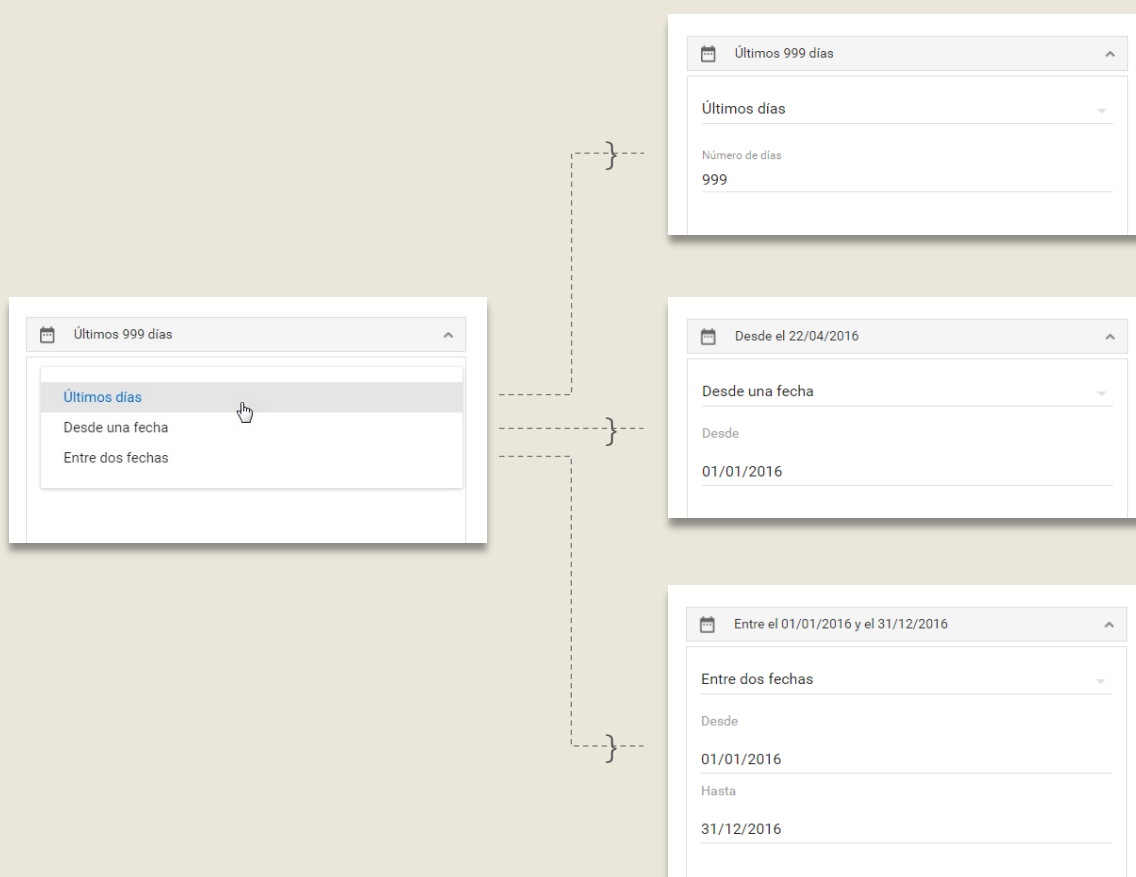 Últimos 999 días
Últimos días
Desde una fecha
Entre dos fechas
Últimos 999 días
Últimos días
Número de días
999
Desde el 22/04/2016
Desde una fecha
Desde
01/01/2016
Entre el 01/01/2016 y el 31/12/2016
Entre dos fechas
Desde
01/01/2016
Hasta
31/12/2016